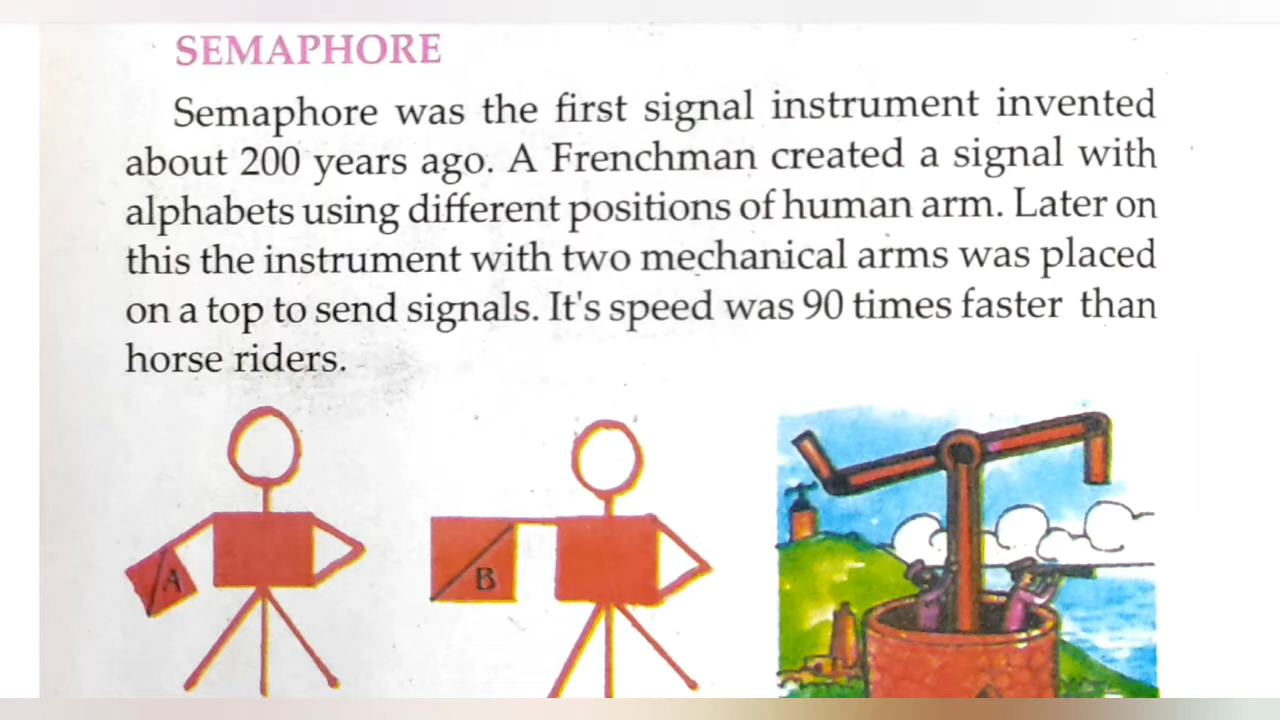 SEMAPHORE
Semaphore was the first signal instrument invented
about 200 years ago. A Frenchman created a signal with
alphabets using different positions of human arm. Later on
this the instrument with two mechanical arms was placed
on a top to send signals. It's speed was 90 times faster than
horse riders.
A
B